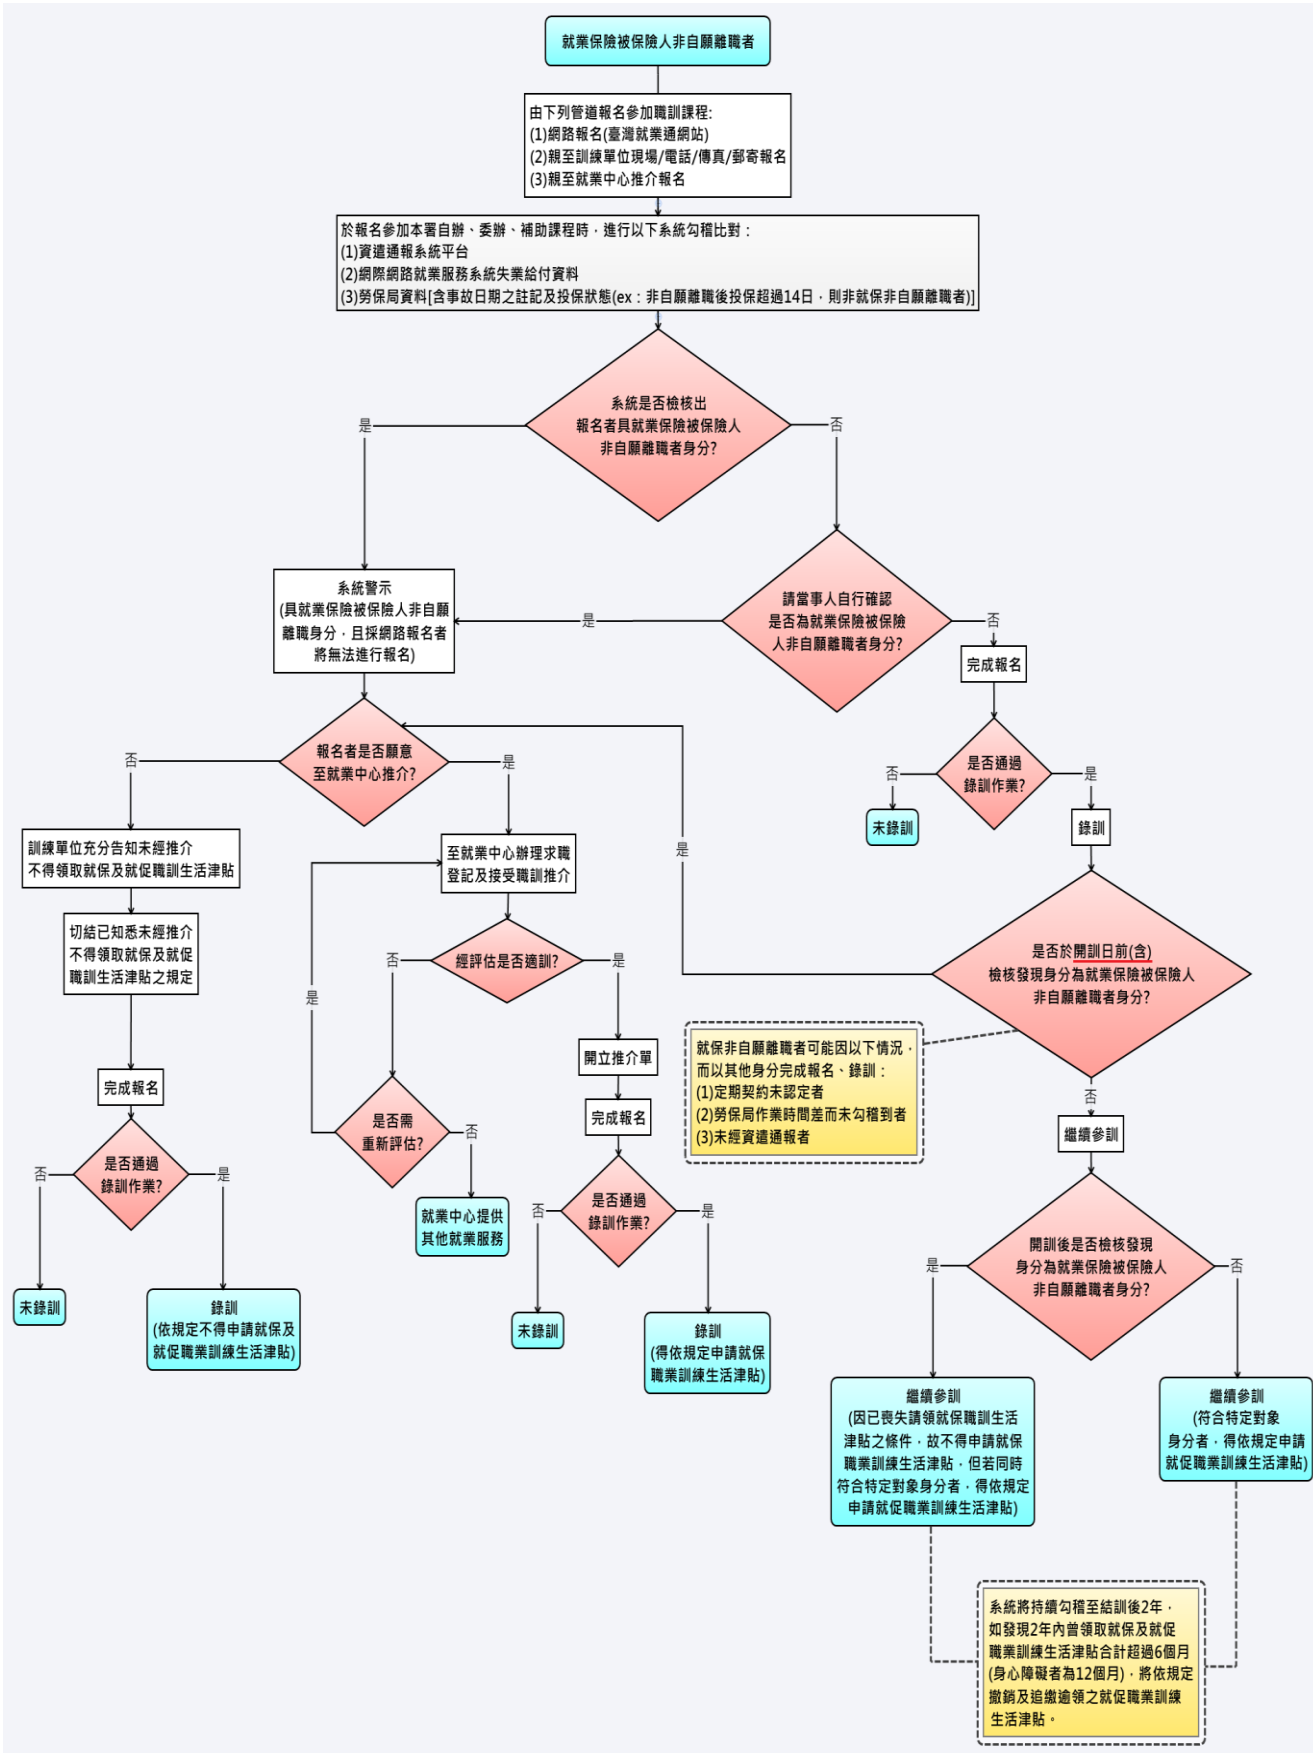 就業保險被保險人非自願離職者
由下列管道報名參加職訓課程:
(1)網路報名(臺灣就業通網站)
(2)親至訓練單位現場/電話/傳真/郵寄報名
(3)親至就業中心推介報名
於報名參加本署自辦、委辦、補助課程時，進行以下系統勾稽比對：
(1)資遣通報系統平台
(2)網際網路就業服務系統失業給付資料
(3)勞保局資料[含事故日期之註記及投保狀態(ex：非自願離職後投保超過14日，則非就保非自願離職者)]
系統是否檢核出
報名者具就業保險被保險人
非自願離職者身分?
是
否
系統警示
(具就業保險被保險人非自願
離職身分，且採網路報名者
將無法進行報名)
是
請當事人自行確認
是否為就業保險被保險
人非自願離職者身分?
否
完成報名
報名者是否願意
至就業中心推介?
否
是
是否通過
錄訓作業?
否
是
未錄訓
錄訓
訓練單位充分告知未經推介
不得領取就保及就促職訓生活津貼
至就業中心辦理求職
登記及接受職訓推介
是
切結已知悉未經推介
不得領取就保及就促
職訓生活津貼之規定
經評估是否適訓?
否
是
是
是否於開訓日前(含)
檢核發現身分為就業保險被保險人
非自願離職者身分?
開立推介單
就保非自願離職者可能因以下情況，
而以其他身分完成報名、錄訓：
(1)定期契約未認定者
(2)勞保局作業時間差而未勾稽到者
(3)未經資遣通報者
否
完成報名
是否需
重新評估?
否
完成報名
繼續參訓
是否通過
錄訓作業?
否
是
就業中心提供
其他就業服務
是否通過
錄訓作業?
否
是
開訓後是否檢核發現
身分為就業保險被保險人
非自願離職者身分?
是
否
未錄訓
錄訓
(依規定不得申請就保及
就促職業訓練生活津貼)
未錄訓
錄訓
(得依規定申請就保
職業訓練生活津貼)
繼續參訓
(因已喪失請領就保職訓生活
津貼之條件，故不得申請就保
職業訓練生活津貼，但若同時
符合特定對象身分者，得依規定
申請就促職業訓練生活津貼)
繼續參訓
(符合特定對象
身分者，得依規定申請
就促職業訓練生活津貼)
系統將持續勾稽至結訓後2年，
如發現2年內曾領取就保及就促
職業訓練生活津貼合計超過6個月
(身心障礙者為12個月)，將依規定
撤銷及追繳逾領之就促職業訓練
生活津貼。